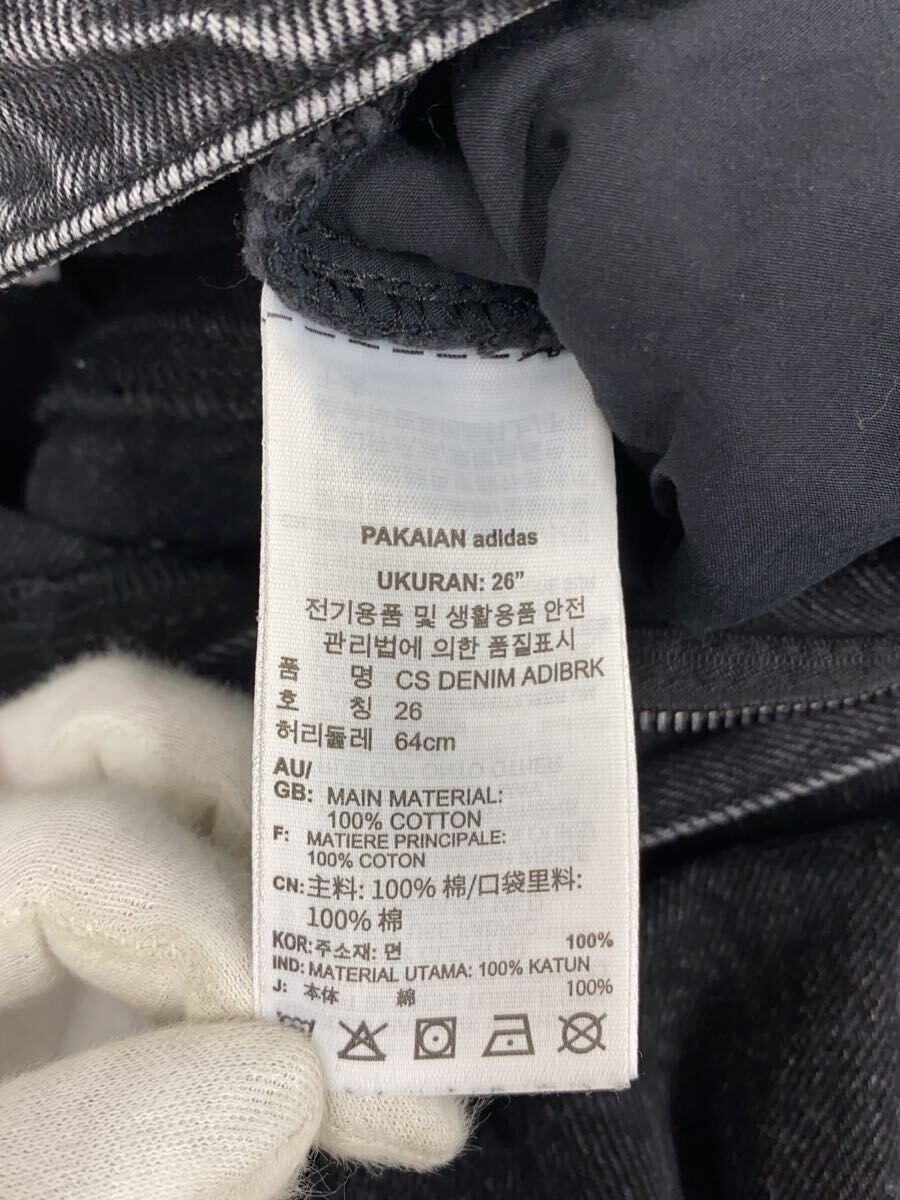 PAKAIAN adidas
UKURAN: 26”
전기용품 및 생활용품 안전
관리법에 의한 품질표시
품 명 CS DENIM ADIBRK
호 칭 26
허리둘레 64cm
AU/
GB: MAIN MATERIAL:
100% COTTON
F: MATIERE PRINCIPALE:
100% COTON
CN: 主料: 100% 棉/口袋里料:
100% 棉
KOR: 주소재: 면 100%
IND: MATERIAL UTAMA: 100% KATUN
J: 本体 綿 100%